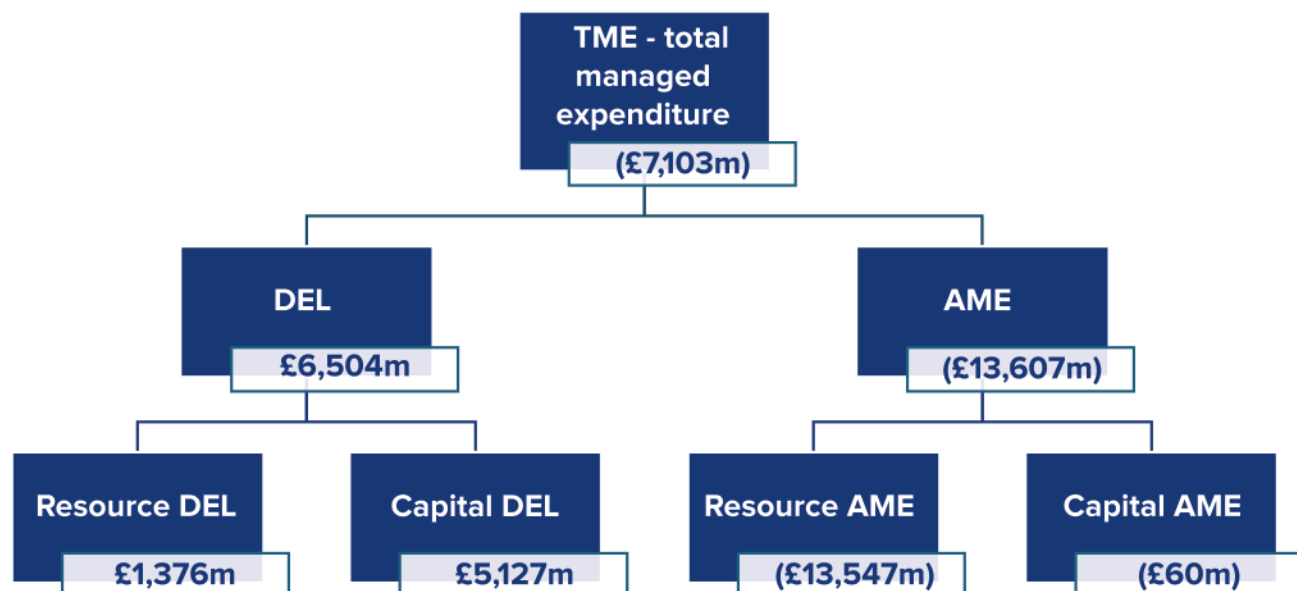 TME - total
managed
expenditure
(£7,103m)
DEL
AME
£6,504m
(£13,607m)
Resource DEL
Capital DEL
Resource AME
Capital AME
£1,376m
£5,127m
(£13,547m)
(£60m)